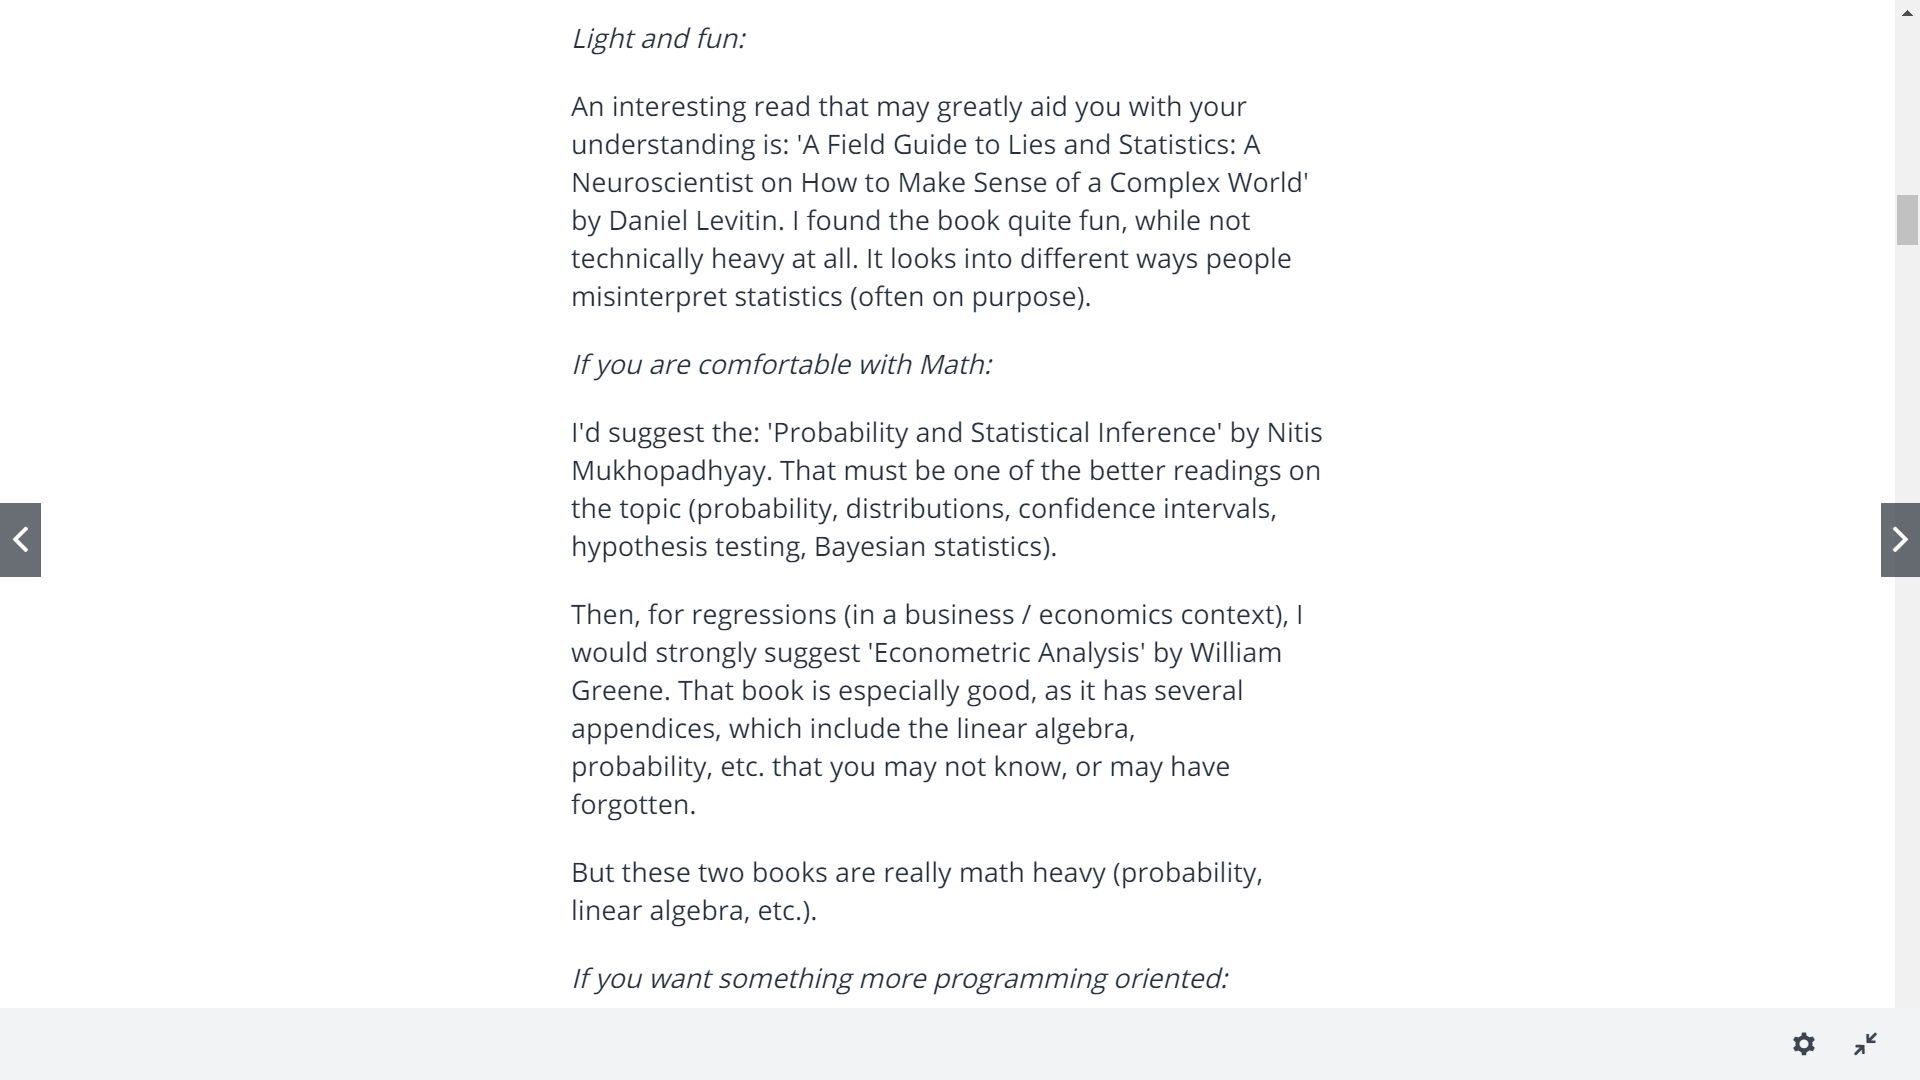 Light and fun:
An interesting read that may greatly aid you with your
understanding is: 'A Field Guide to Lies and Statistics: A
Neuroscientist on How to Make Sense of a Complex World'
by Daniel Levitin. I found the book quite fun, while not
technically heavy at all. It looks into different ways people
misinterpret statistics (often on purpose).
If you are comfortable with Math:
I'd suggest the: 'Probability and Statistical Inference' by Nitis
Mukhopadhyay. That must be one of the better readings on
the topic (probability, distributions, confidence intervals,
hypothesis testing, Bayesian statistics).
Then, for regressions (in a business / economics context), I
would strongly suggest 'Econometric Analysis' by William
Greene. That book is especially good, as it has several
appendices, which include the linear algebra,
probability, etc. that you may not know, or may have
forgotten.
But these two books are really math heavy (probability,
linear algebra, etc.).
If you want something more programming oriented: